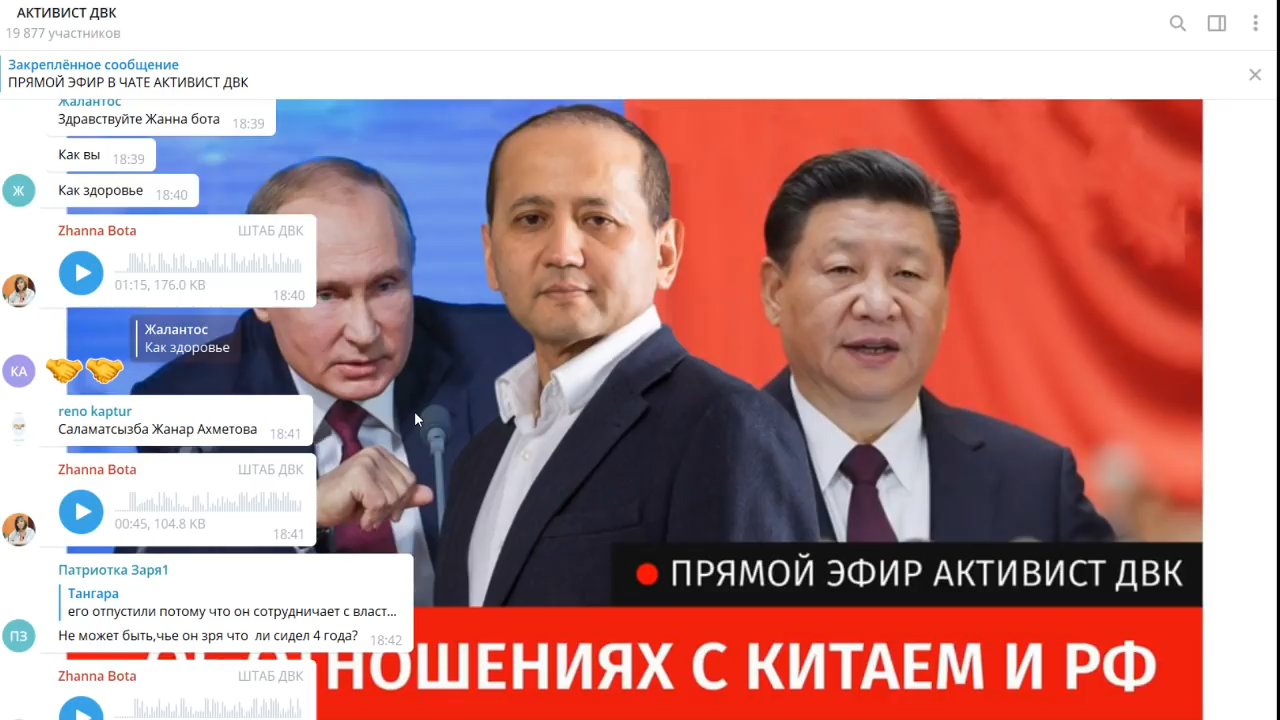 АКТИВИСТ ДВК
19 877 участников
Закреплённое сообщение
ПРЯМОЙ ЭФИР В ЧАТЕ АКТИВИСТ ДВК
Жалантос
Здравствуйте Жанна бота 18:39
Как вы 18:39
Ж
Как здоровье 18:40
Zhanna Bota ШТАБ ДВК
01:15, 176.0 KB
18:40
Жалантос
Как здоровье
КА
reno kaptur
Саламатсызба Жанар Ахметова 18:41
Zhanna Bota ШТАБ ДВК
00:45, 104.8 KB
18:41
Патриотка Заря1
Тангара
его отпустили потому что он сотрудничает с власт...
ПЗ
Не может быть,чье он зря что ли сидел 4 года? 18:42
Zhanna Bota ШТАБ ДВК
ПРЯМОЙ ЭФИР АКТИВИСТ ДВК
ОБ ОТНОШЕНИЯХ С КИТАЕМ И РФ